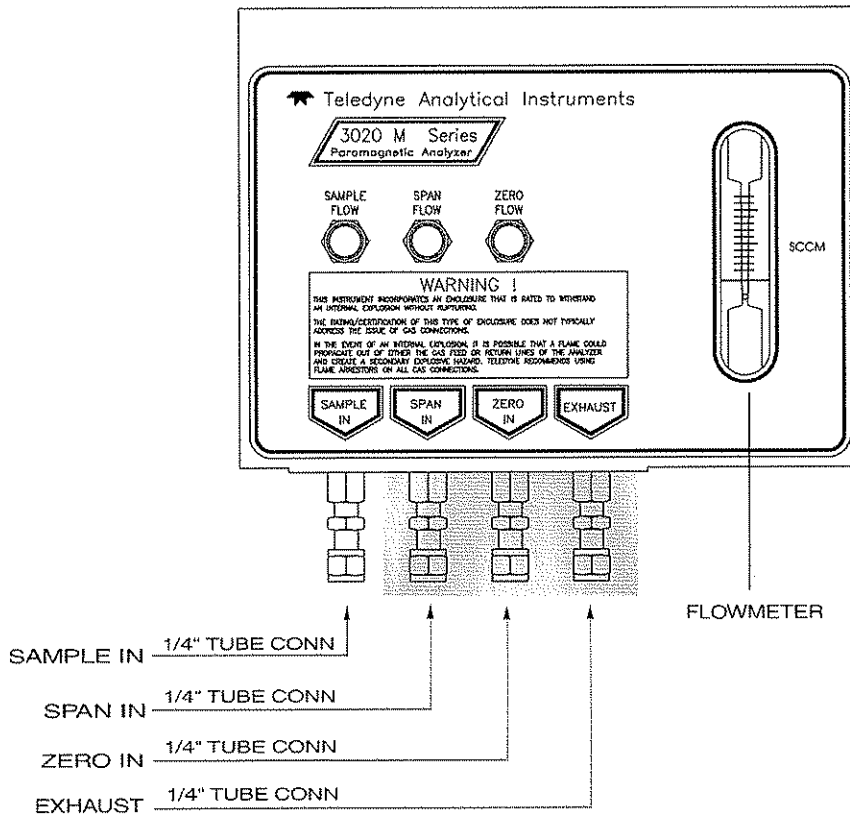 Teledyne Analytical Instruments
3020 M Series
Paramagnetic Analyzer
SAMPLE FLOW
SPAN FLOW
ZERO FLOW
SCCM
WARNING !
THIS INSTRUMENT INCORPORATES AN ENCLOSURE THAT IS RATED TO WITHSTAND
AN INTERNAL EXPLOSION WITHOUT RUPTURING.
THE RATING/CERTIFICATION OF THIS TYPE OF ENCLOSURE DOES NOT TYPICALLY
ADDRESS THE ISSUE OF GAS CONNECTIONS.
IN THE EVENT OF AN INTERNAL EXPLOSION, IT IS POSSIBLE THAT A FLAME COULD
PROPAGATE OUT OF EITHER THE GAS FEED OR RETURN LINES OF THE ANALYZER
AND CREATE A SECONDARY EXPLOSIVE HAZARD. TELEDYNE RECOMMENDS USING
FLAME ARRESTORS ON ALL GAS CONNECTIONS.
SAMPLE IN
SPAN IN
ZERO IN
EXHAUST
FLOWMETER
SAMPLE IN 1/4" TUBE CONN
SPAN IN 1/4" TUBE CONN
ZERO IN 1/4" TUBE CONN
EXHAUST 1/4" TUBE CONN